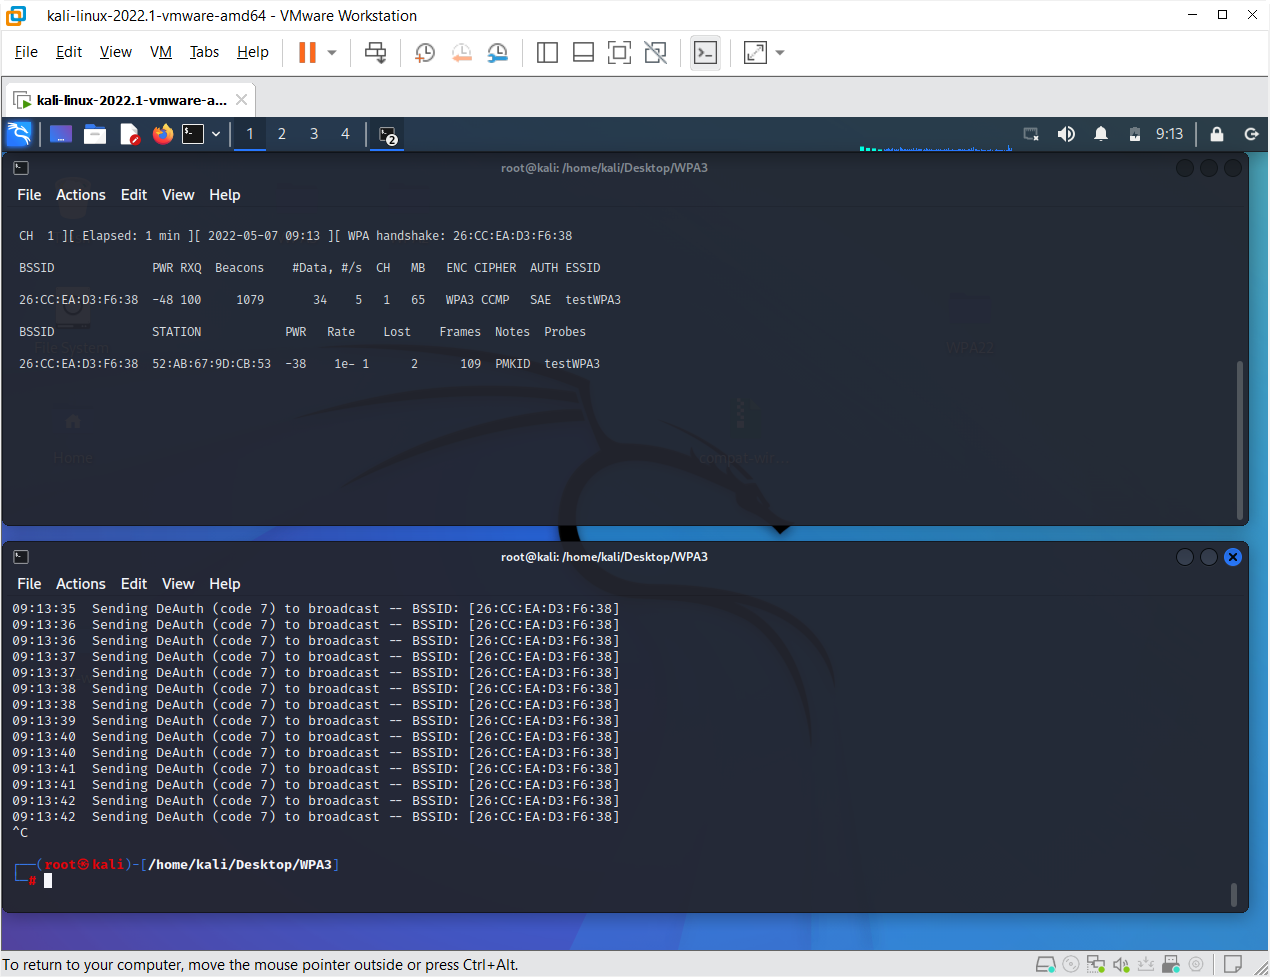 kali-linux-2022.1-vmware-amd64 - VMware Workstation
File Edit View VM Tabs Help
kali-linux-2022.1-vmware-a...
1 2 3 4 2 9:13
root@kali: /home/kali/Desktop/WPA3
File Actions Edit View Help
CH 1 ][ Elapsed: 1 min ][ 2022-05-07 09:13 ][ WPA handshake: 26:CC:EA:D3:F6:38
BSSID PWR RXQ Beacons #Data, #/s CH MB ENC CIPHER AUTH ESSID
26:CC:EA:D3:F6:38 -48 100 1079 34 5 1 65 WPA3 CCMP SAE testWPA3
BSSID STATION PWR Rate Lost Frames Notes Probes
File System WPA22
26:CC:EA:D3:F6:38 52:AB:67:9D:CB:53 -38 1e- 1 2 109 PMKID testWPA3
Home compat-wir...
root@kali: /home/kali/Desktop/WPA3
File Actions Edit View Help
09:13:35 Sending DeAuth (code 7) to broadcast -- BSSID: [26:CC:EA:D3:F6:38]
09:13:36 Sending DeAuth (code 7) to broadcast -- BSSID: [26:CC:EA:D3:F6:38]
09:13:36 Sending DeAuth (code 7) to broadcast -- BSSID: [26:CC:EA:D3:F6:38]
09:13:37 Sending DeAuth (code 7) to broadcast -- BSSID: [26:CC:EA:D3:F6:38]
09:13:37 Sending DeAuth (code 7) to broadcast -- BSSID: [26:CC:EA:D3:F6:38]
09:13:38 Sending DeAuth (code 7) to broadcast -- BSSID: [26:CC:EA:D3:F6:38]
09:13:38 Sending DeAuth (code 7) to broadcast -- BSSID: [26:CC:EA:D3:F6:38]
09:13:39 Sending DeAuth (code 7) to broadcast -- BSSID: [26:CC:EA:D3:F6:38]
09:13:40 Sending DeAuth (code 7) to broadcast -- BSSID: [26:CC:EA:D3:F6:38]
09:13:40 Sending DeAuth (code 7) to broadcast -- BSSID: [26:CC:EA:D3:F6:38]
09:13:41 Sending DeAuth (code 7) to broadcast -- BSSID: [26:CC:EA:D3:F6:38]
09:13:41 Sending DeAuth (code 7) to broadcast -- BSSID: [26:CC:EA:D3:F6:38]
09:13:42 Sending DeAuth (code 7) to broadcast -- BSSID: [26:CC:EA:D3:F6:38]
09:13:42 Sending DeAuth (code 7) to broadcast -- BSSID: [26:CC:EA:D3:F6:38]
^C
┌──(root㉿kali)-[/home/kali/Desktop/WPA3]
└─#
To return to your computer, move the mouse pointer outside or press Ctrl+Alt.